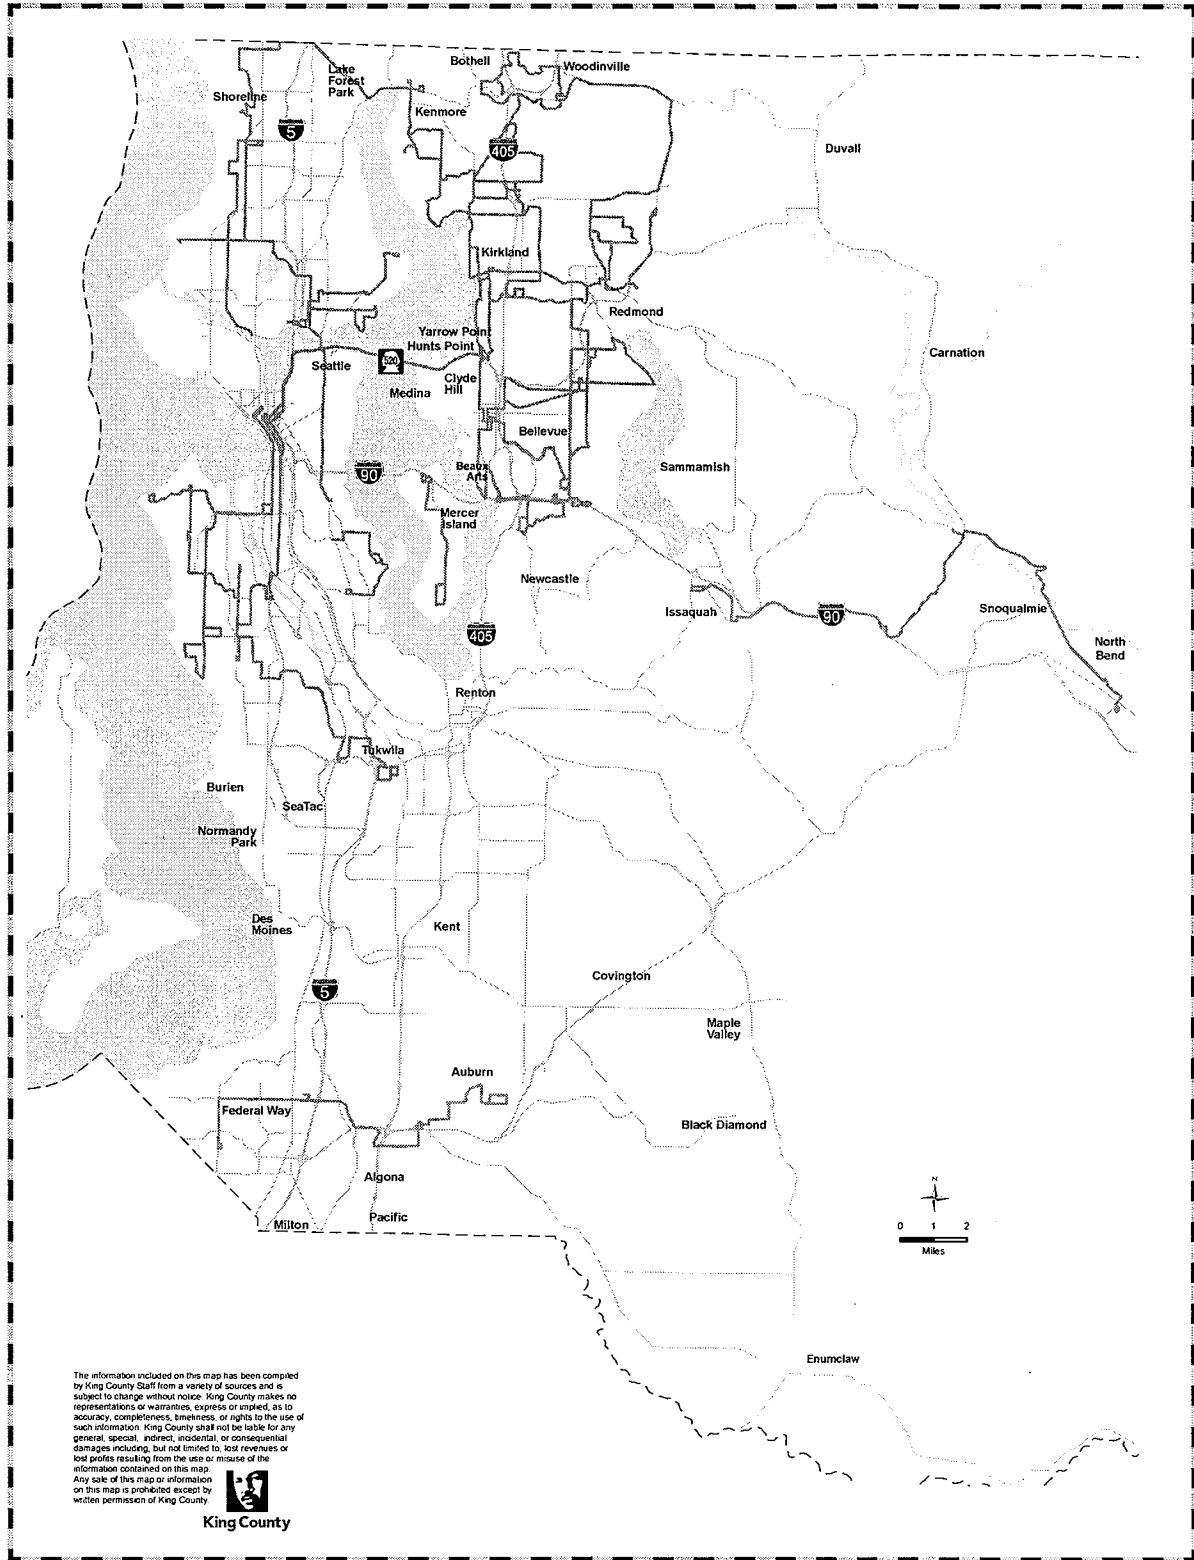 Bothell
Woodinville
Lake
Forest
Park
Shoreline
Kenmore
5
405
Duvall
Kirkland
Redmond
Yarrow Point
Hunts Point
520
Seattle
Carnation
Clyde
Hill
Medina
Bellevue
Beaux
Arts
90
Sammamish
Mercer
Island
Newcastle
Issaquah
90
Snoqualmie
405
North
Bend
Renton
Tukwila
Burien
SeaTac
Normandy
Park
Des
Moines
Kent
Covington
5
Maple
Valley
Auburn
Federal Way
Black Diamond
Algona
Pacific
Milton
N
0 1 2
Miles
Enumclaw
The information included on this map has been compiled
by King County Staff from a variety of sources and is
subject to change without notice. King County makes no
representations or warranties, express or implied, as to
accuracy, completeness, timeliness, or rights to the use of
such information. King County shall not be liable for any
general, special, indirect, incidental, or consequential
damages including, but not limited to, lost revenues or
lost profits resulting from the use or misuse of the
information contained on this map.
Any sale of this map or information
on this map is prohibited except by
written permission of King County.
King County